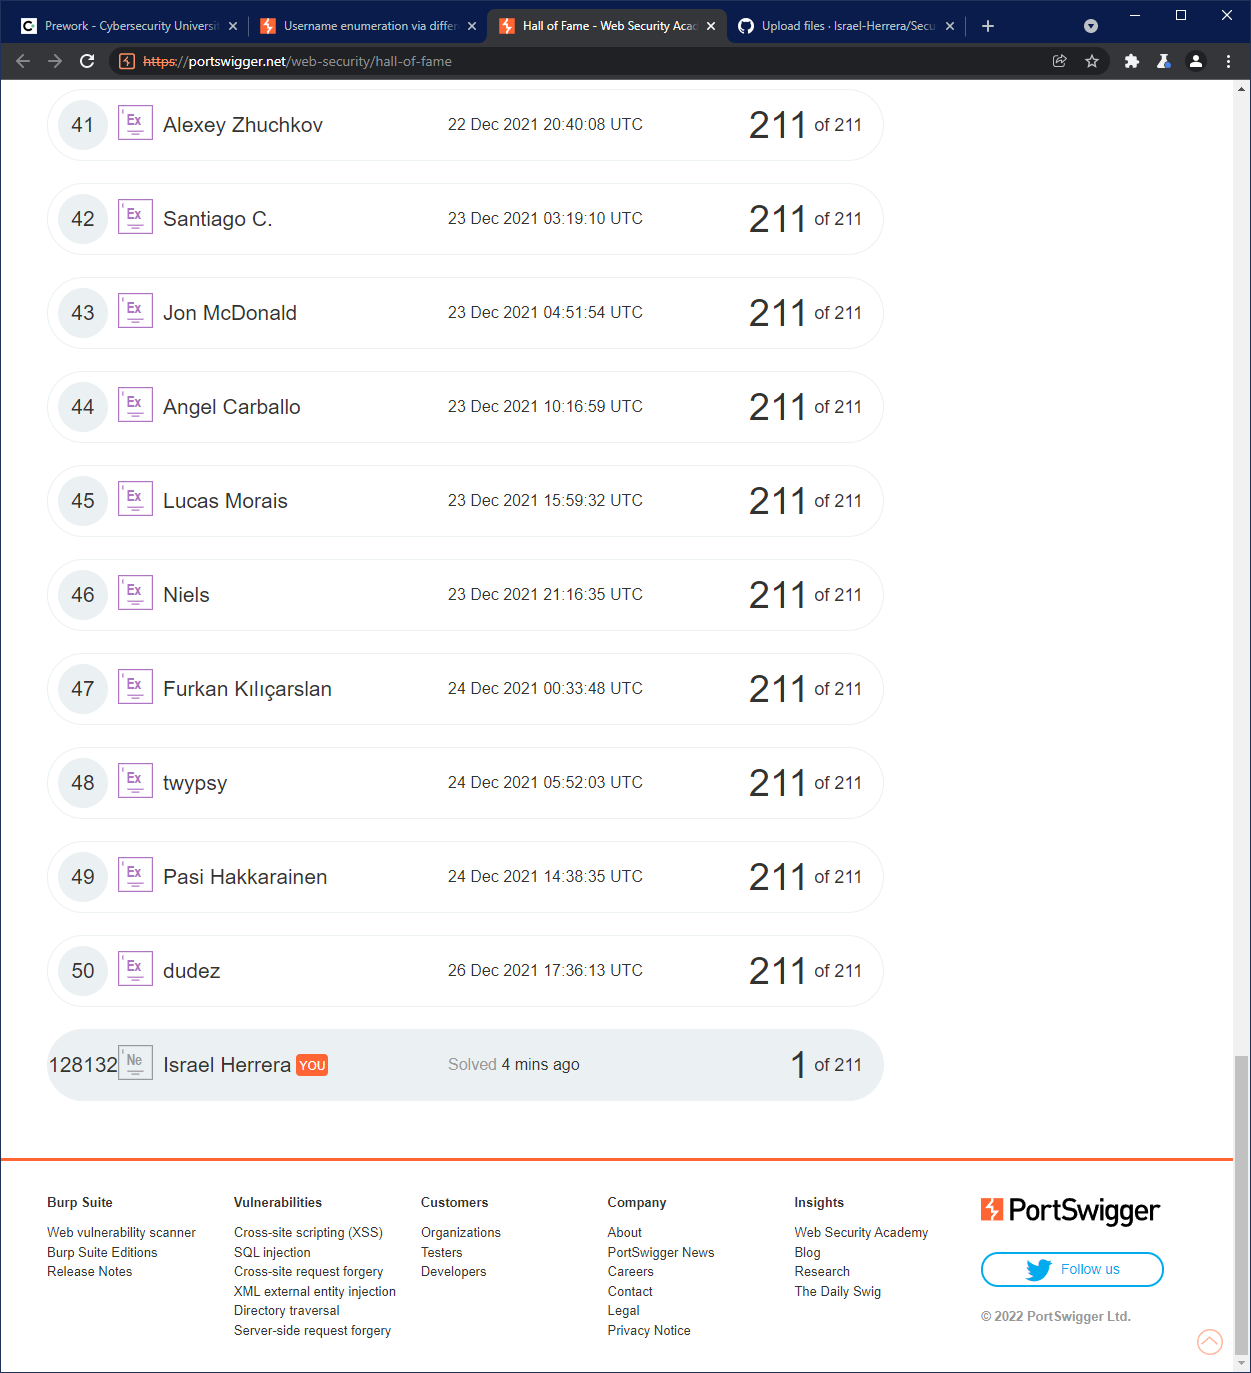 Prework - Cybersecurity Universit
Username enumeration via differ
Hall of Fame - Web Security Acad
Upload files · Israel-Herrera/Secu
https://portswigger.net/web-security/hall-of-fame
41 Ex Alexey Zhuchkov 22 Dec 2021 20:40:08 UTC 211 of 211
42 Ex Santiago C. 23 Dec 2021 03:19:10 UTC 211 of 211
43 Ex Jon McDonald 23 Dec 2021 04:51:54 UTC 211 of 211
44 Ex Angel Carballo 23 Dec 2021 10:16:59 UTC 211 of 211
45 Ex Lucas Morais 23 Dec 2021 15:59:32 UTC 211 of 211
46 Ex Niels 23 Dec 2021 21:16:35 UTC 211 of 211
47 Ex Furkan Kılıçarslan 24 Dec 2021 00:33:48 UTC 211 of 211
48 Ex twypsy 24 Dec 2021 05:52:03 UTC 211 of 211
49 Ex Pasi Hakkarainen 24 Dec 2021 14:38:35 UTC 211 of 211
50 Ex dudez 26 Dec 2021 17:36:13 UTC 211 of 211
128132 Ne Israel Herrera YOU Solved 4 mins ago 1 of 211
Burp Suite
Web vulnerability scanner
Burp Suite Editions
Release Notes
Vulnerabilities
Cross-site scripting (XSS)
SQL injection
Cross-site request forgery
XML external entity injection
Directory traversal
Server-side request forgery
Customers
Organizations
Testers
Developers
Company
About
PortSwigger News
Careers
Contact
Legal
Privacy Notice
Insights
Web Security Academy
Blog
Research
The Daily Swig
PortSwigger
Follow us
© 2022 PortSwigger Ltd.